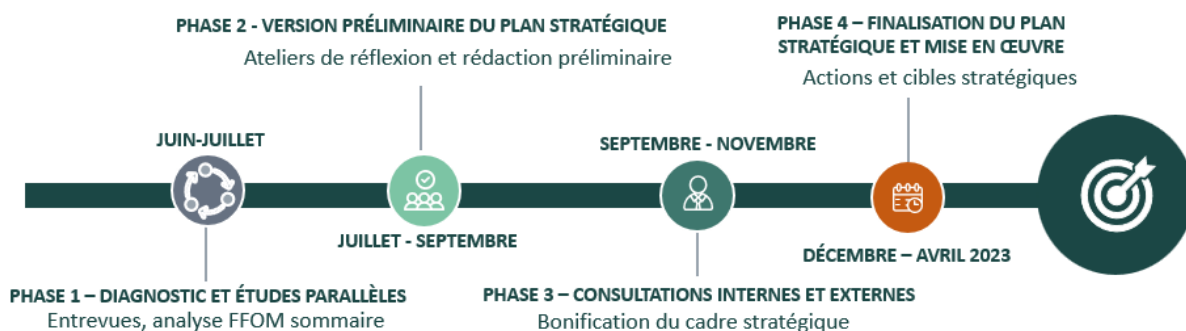 PHASE 2 - VERSION PRÉLIMINAIRE DU PLAN STRATÉGIQUE
Ateliers de réflexion et rédaction préliminaire
PHASE 4 – FINALISATION DU PLAN
STRATÉGIQUE ET MISE EN ŒUVRE
Actions et cibles stratégiques
JUIN-JUILLET
SEPTEMBRE - NOVEMBRE
JUILLET - SEPTEMBRE
DÉCEMBRE – AVRIL 2023
PHASE 1 – DIAGNOSTIC ET ÉTUDES PARALLÈLES
Entrevues, analyse FFOM sommaire
PHASE 3 – CONSULTATIONS INTERNES ET EXTERNES
Bonification du cadre stratégique